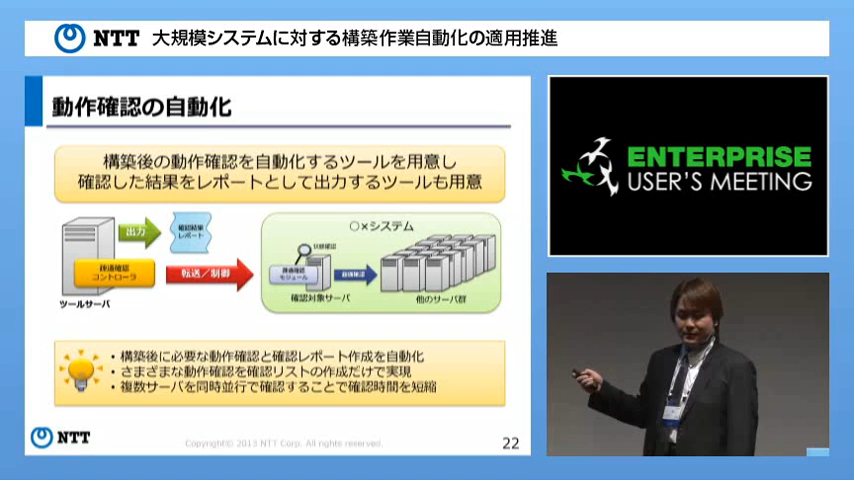 NTT 大規模システムに対する構築作業自動化の適用推進
動作確認の自動化
構築後の動作確認を自動化するツールを用意し
確認した結果をレポートとして出力するツールも用意
出力
確認結果
レポート
○×システム
状態確認
疎通確認
コントローラ
転送／制御
疎通確認
モジュール
疎通確認
ツールサーバ
確認対象サーバ
他のサーバ群
・構築後に必要な動作確認と確認レポート作成を自動化
・さまざまな動作確認を確認リストの作成だけで実現
・複数サーバを同時並行で確認することで確認時間を短縮
NTT
Copyright© 2013 NTT Corp. All rights reserved.
22
ENTERPRISE
USER'S MEETING